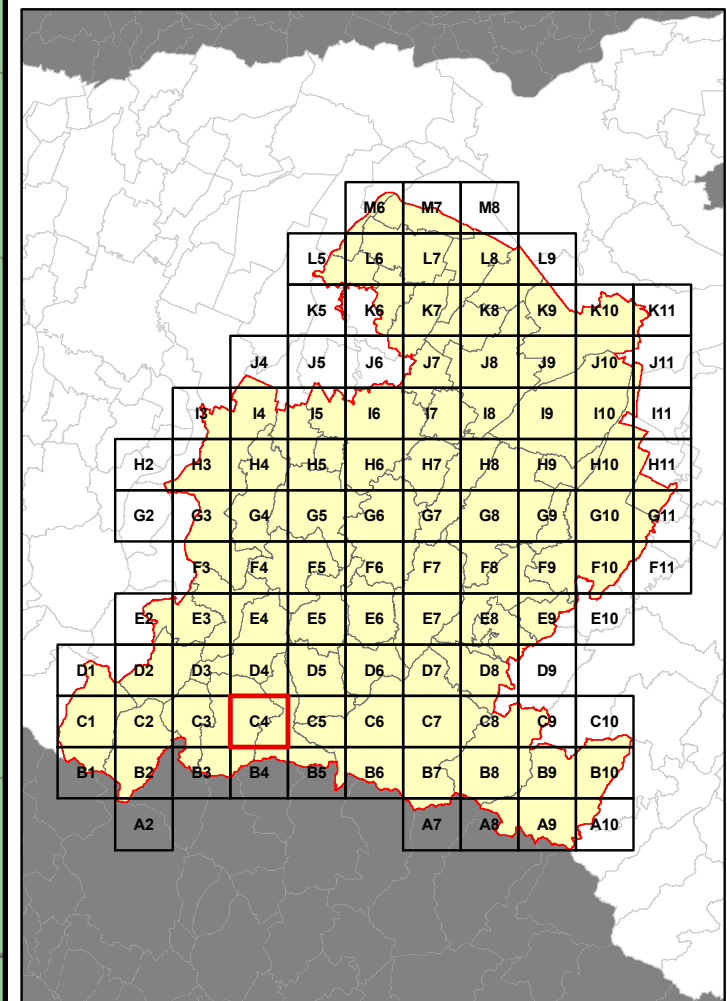 M6 M7 M8
L5 L6 L7 L8 L9
K5 K6 K7 K8 K9 K10 K11
J4 J5 J6 J7 J8 J9 J10 J11
I3 I4 I5 I6 I7 I8 I9 I10 I11
H2 H3 H4 H5 H6 H7 H8 H9 H10 H11
G2 G3 G4 G5 G6 G7 G8 G9 G10 G11
F3 F4 F5 F6 F7 F8 F9 F10 F11
E2 E3 E4 E5 E6 E7 E8 E9 E10
D1 D2 D3 D4 D5 D6 D7 D8 D9
C1 C2 C3 C4 C5 C6 C7 C8 C9 C10
B1 B2 B3 B4 B5 B6 B7 B8 B9 B10
A2 A7 A8 A9 A10